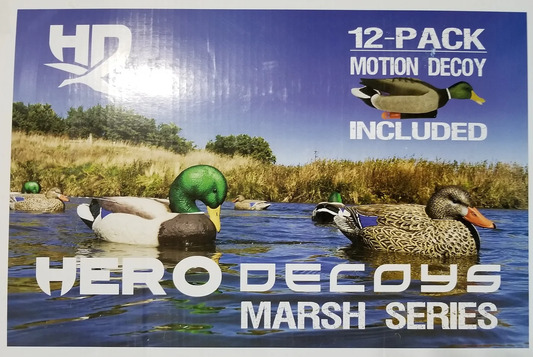 HD
12-PACK
MOTION DECOY
INCLUDED
HERO DECOYS
MARSH SERIES